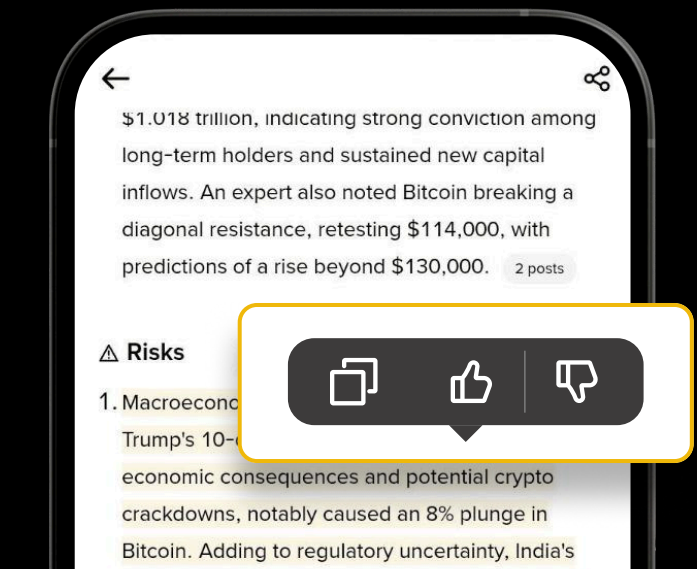 $1.018 trillion, indicating strong conviction among
long-term holders and sustained new capital
inflows. An expert also noted Bitcoin breaking a
diagonal resistance, retesting $114,000, with
predictions of a rise beyond $130,000. 2 posts
Risks
1. Macroecono
Trump's 10-
economic consequences and potential crypto
crackdowns, notably caused an 8% plunge in
Bitcoin. Adding to regulatory uncertainty, India's